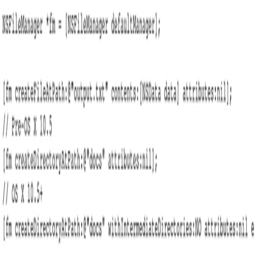 NSFileManager *fm = [NSFileManager defaultManager];
[fm createFileAtPath:@"output.txt" contents:[NSData data] attributes:nil];
// Pre-OS X 10.5
[fm createDirectoryAtPath:@"docs" attributes:nil];
// OS X 10.5+
[fm createDirectoryAtPath:@"docs" withIntermediateDirectories:NO attributes:nil e